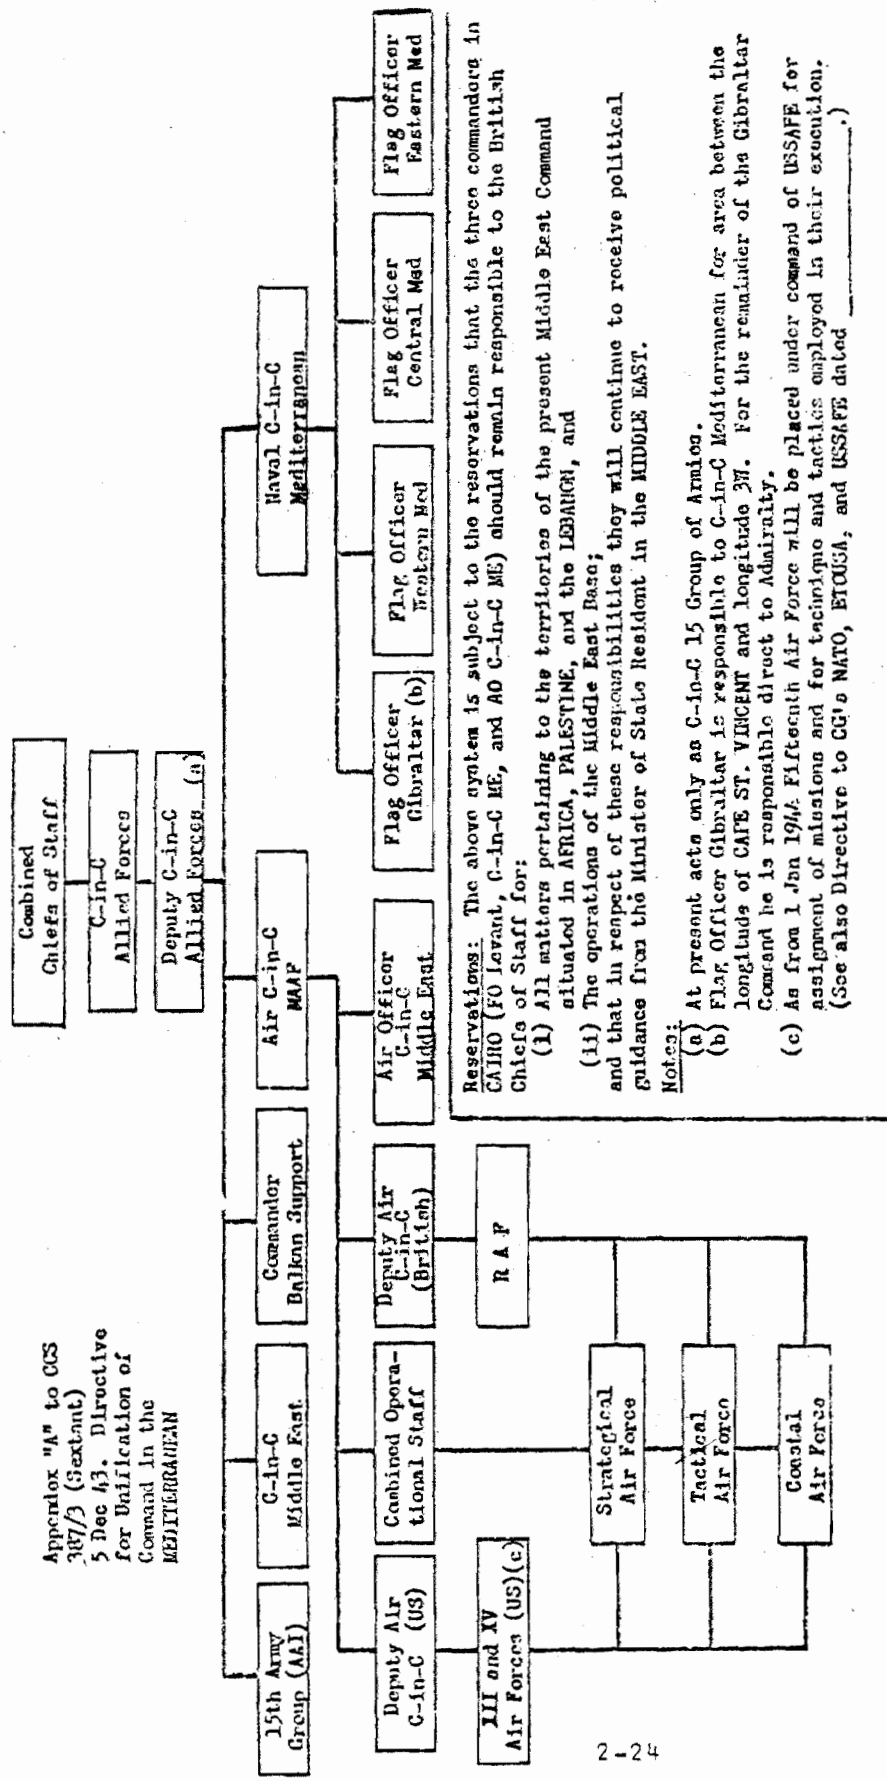 Appendox "A" to CCS
387/3 (Sextant)
5 Dec 43. Directive
for Unification of
Command in the
MEDITERRANEAN
Combined
Chiefs of Staff
C-in-C
Allied Forces
Deputy C-in-C
Allied Forces (a)
15th Army
Group (AAI)
C-in-C
Middle East
Commander
Balkan Support
Air C-in-C
MAAF
Naval C-in-C
Mediterranean
Deputy Air
C-in-C (US)
Combined Opera-
tional Staff
Deputy Air
C-in-C
(British)
Air Officer
C-in-C
Middle East
Flag Officer
Gibraltar (b)
Flag Officer
Western Med
Flag Officer
Central Med
Flag Officer
Eastern Med
III and XV
Air Forces (US)(c)
R A F
Strategical
Air Force
Tactical
Air Force
Coastal
Air Force
Reservations: The above system is subject to the reservations that the three commanders in
CAIRO (FO Levant, C-in-C ME, and AO C-in-C ME) should remain responsible to the British
Chiefs of Staff for:
(i) All matters pertaining to the territories of the present Middle East Command
situated in AFRICA, PALESTINE, and the LEBANON, and
(ii) The operations of the Middle East Base;
and that in respect of these responsibilities they will continue to receive political
guidance from the Minister of State Resident in the MIDDLE EAST.
Notes:
(a) At present acts only as C-in-C 15 Group of Armies.
(b) Flag Officer Gibraltar is responsible to C-in-C Mediterranean for area between the
longitude of CAPE ST. VINCENT and longitude 3W. For the remainder of the Gibraltar
Command he is responsible direct to Admiralty.
(c) As from 1 Jan 1944 Fifteenth Air Force will be placed under command of USSAFE for
assignment of missions and for technique and tactics employed in their execution.
(See also Directive to CG's NATO, ETOUSA, and USSAFE dated ________.)
2-24